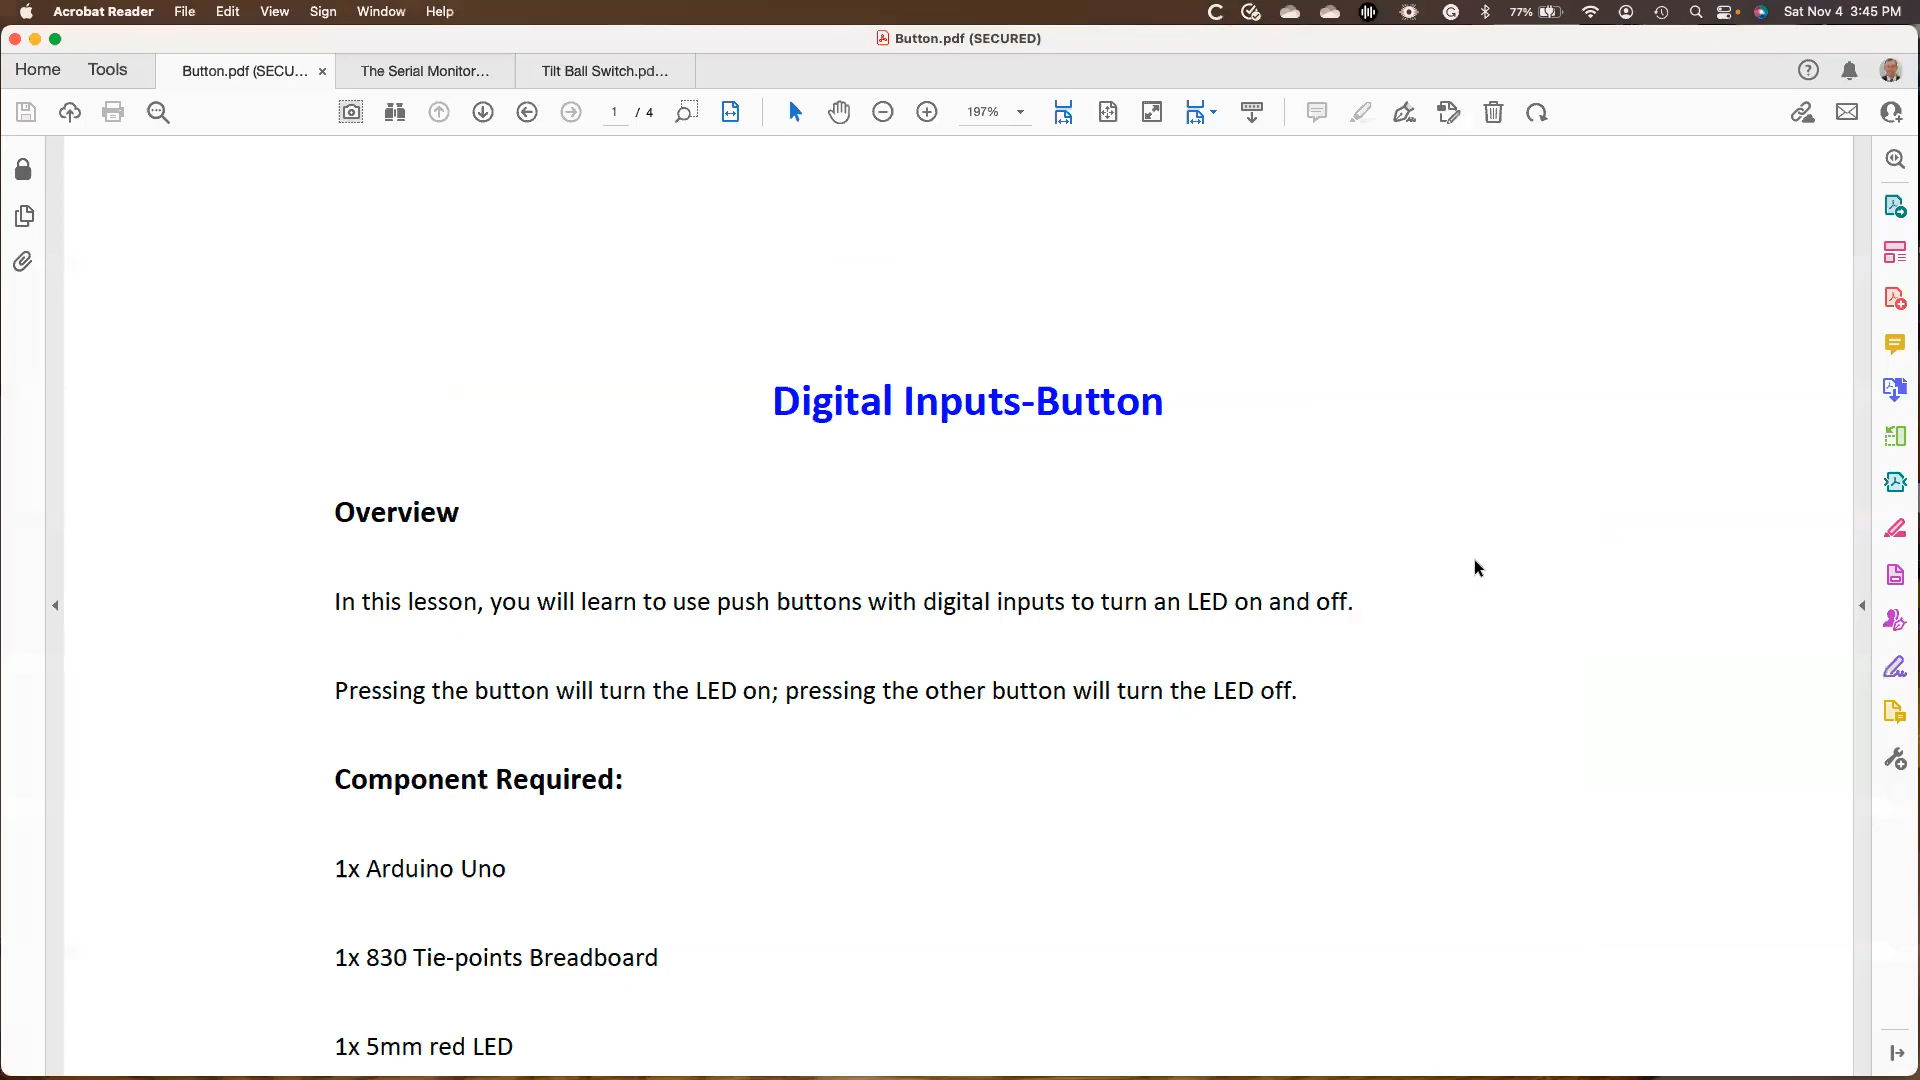 Acrobat Reader File Edit View Sign Window Help 77% Sat Nov 4 3:45 PM
Button.pdf (SECURED)
Home Tools Button.pdf (SECU... × The Serial Monitor... Tilt Ball Switch.pd...
1 / 4 197%
Digital Inputs-Button
Overview
In this lesson, you will learn to use push buttons with digital inputs to turn an LED on and off.
Pressing the button will turn the LED on; pressing the other button will turn the LED off.
Component Required:
1x Arduino Uno
1x 830 Tie-points Breadboard
1x 5mm red LED